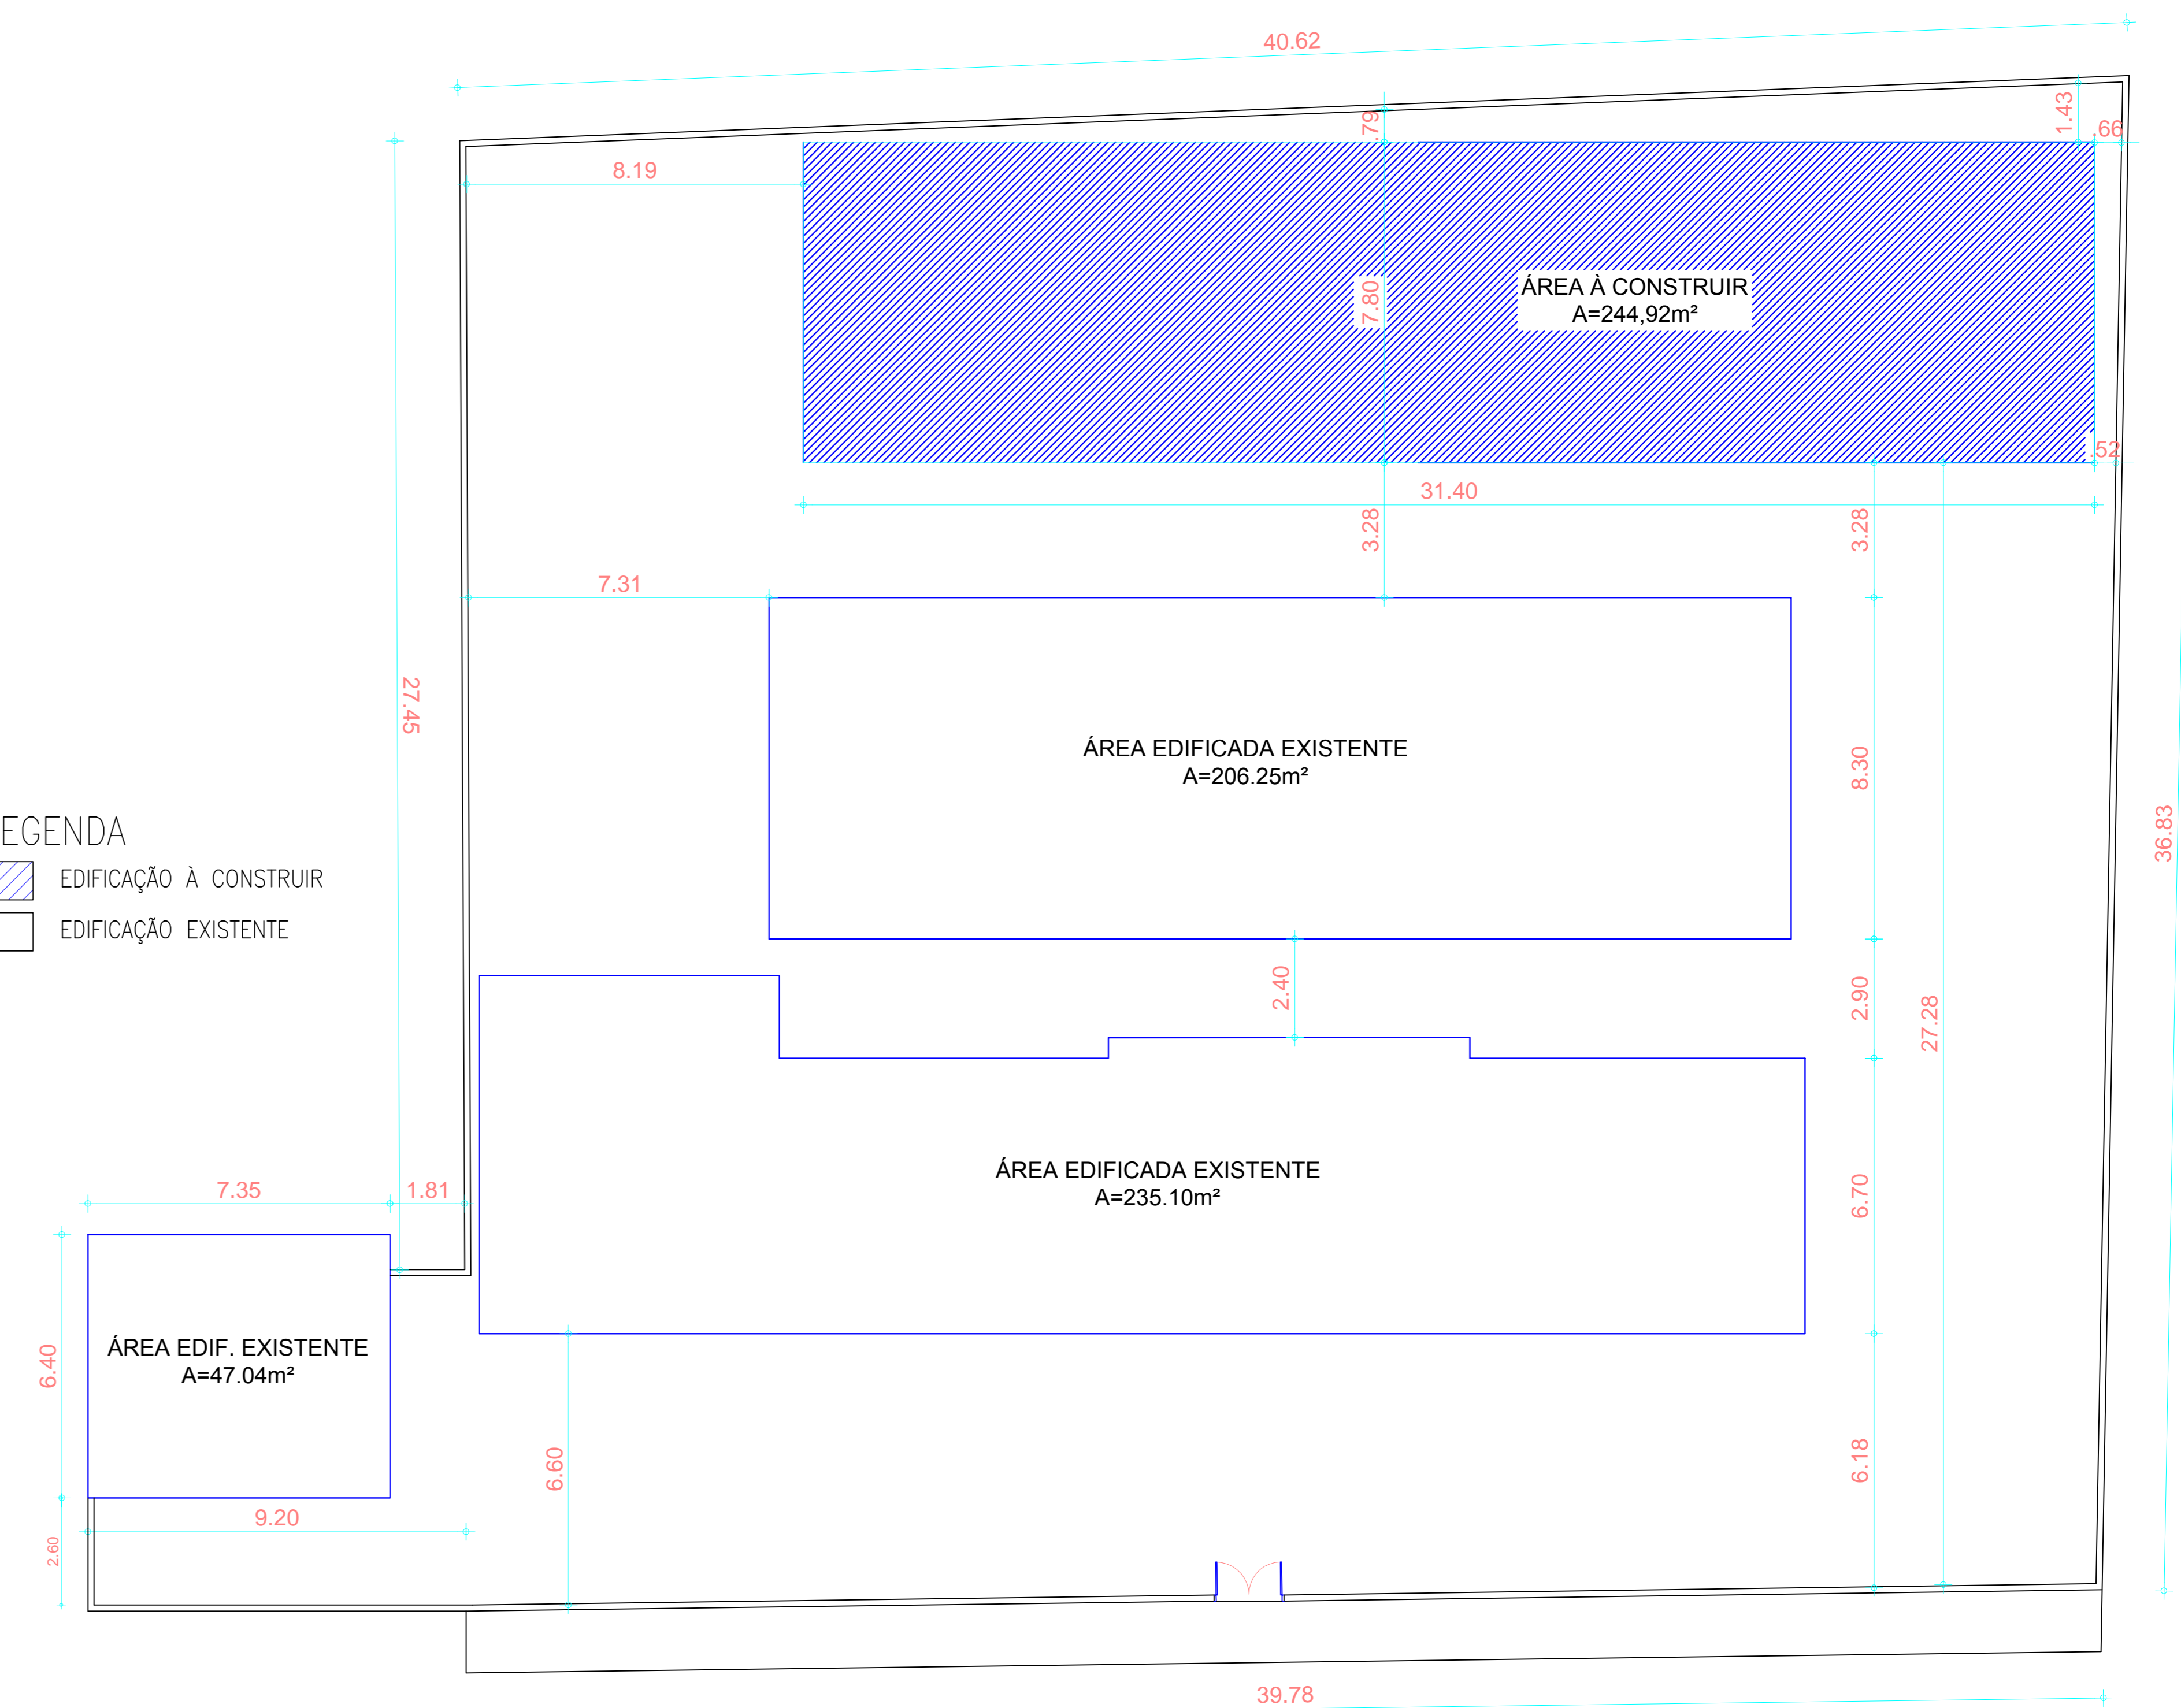 40.62
.79
1.43
.66
8.19
7.80
ÁREA À CONSTRUIR
A=244,92m²
.52
31.40
3.28
3.28
7.31
27.45
ÁREA EDIFICADA EXISTENTE
A=206.25m²
8.30
36.83
EGENDA
EDIFICAÇÃO À CONSTRUIR
EDIFICAÇÃO EXISTENTE
2.40
2.90
27.28
ÁREA EDIFICADA EXISTENTE
A=235.10m²
7.35
1.81
6.70
6.40
ÁREA EDIF. EXISTENTE
A=47.04m²
6.60
6.18
9.20
2.60
39.78